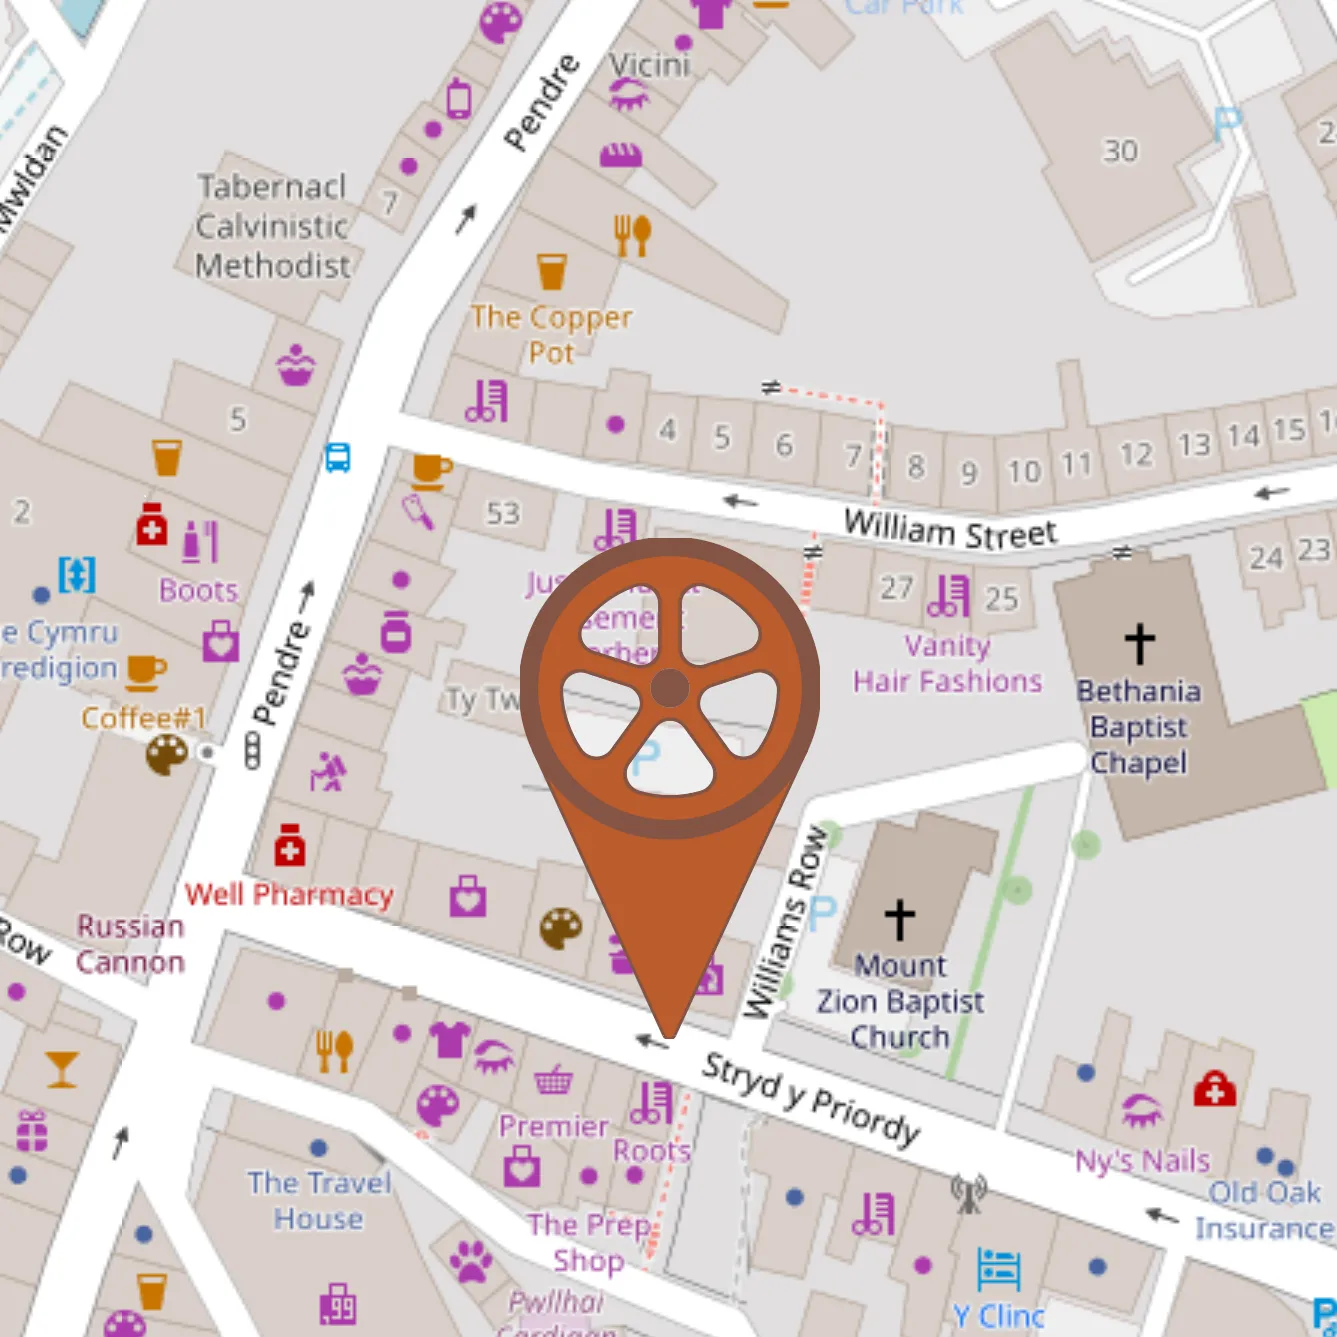 Car Park
Vicini
Pendre
Mwldan
30
Tabernacl
Calvinistic
Methodist
7
The Copper
Pot
5
4
5
6
7
8
9
10
11
12
13
14
15
2
53
William Street
24
23
Boots
27
25
Vanity
Hair Fashions
e Cymru
redigion
Pendre
Coffee#1
Bethania
Baptist
Chapel
P
P
P
Well Pharmacy
Russian
Cannon
Row
Williams Row
Mount
Zion Baptist
Church
Stryd y Priordy
Premier
Roots
Ny's Nails
The Travel
House
Old Oak
Insurance
The Prep
Shop
Pwllhai
Cardigan
99
Y Clinc
P